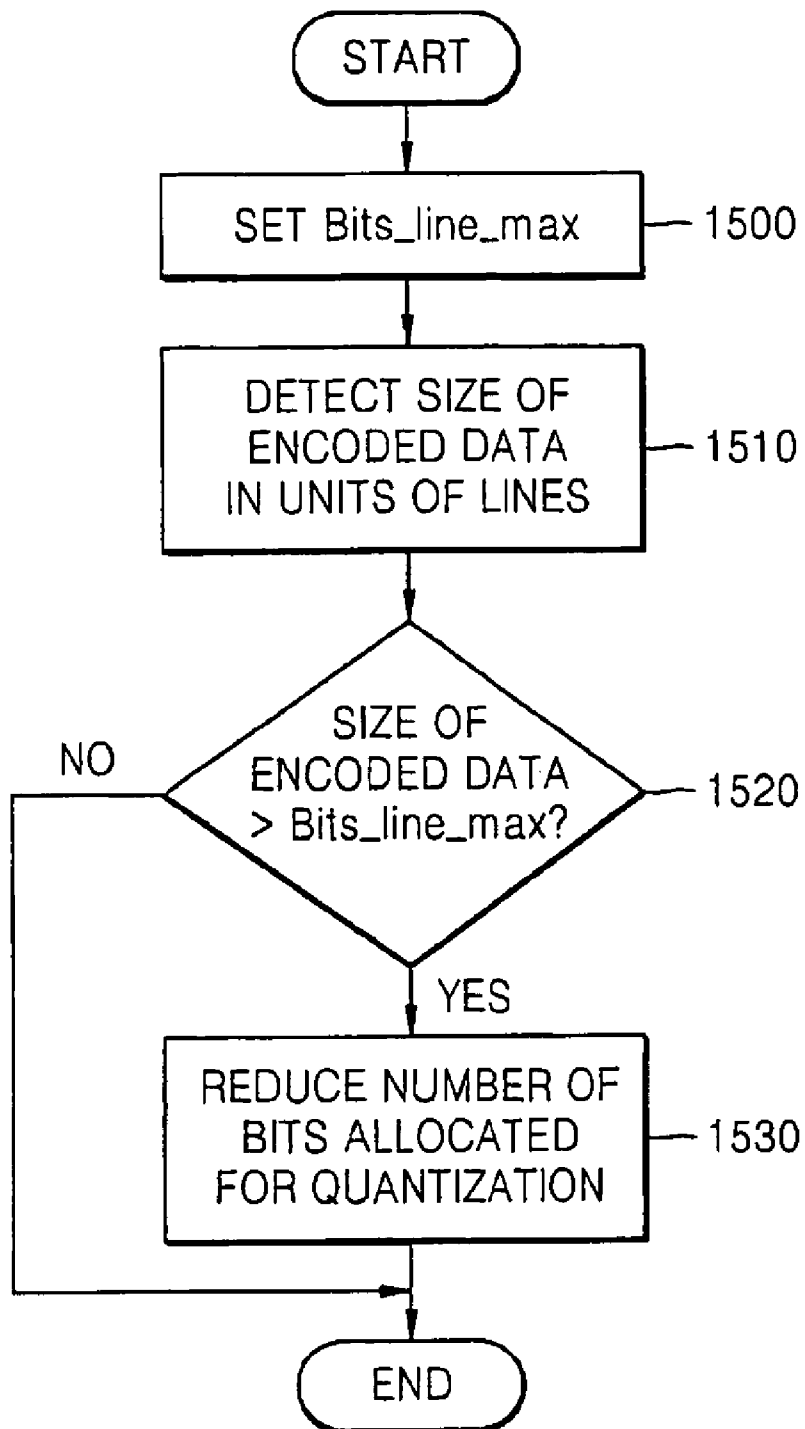 START
SET Bits_line_max
1500
DETECT SIZE OF
ENCODED DATA
IN UNITS OF LINES
1510
SIZE OF
ENCODED DATA
> Bits_line_max?
1520
NO
YES
REDUCE NUMBER OF
BITS ALLOCATED
FOR QUANTIZATION
1530
END